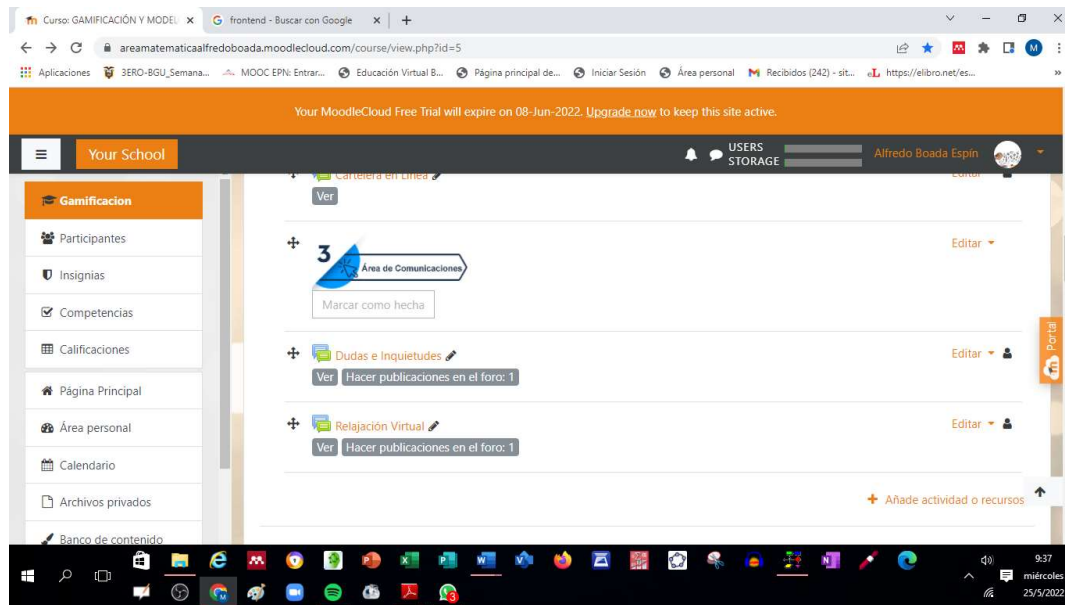 Curso: GAMIFICACIÓN Y MODEL
frontend - Buscar con Google
areamatematicaalfredoboada.moodlecloud.com/course/view.php?id=5
Aplicaciones 3ERO-BGU_Semana... MOOC EPN: Entrar... Educación Virtual B... Página principal de... Iniciar Sesión Área personal Recibidos (242) - sit... eL https://elibro.net/es... »
Your MoodleCloud Free Trial will expire on 08-Jun-2022. Upgrade now to keep this site active.
Your School
USERS
STORAGE
Alfredo Boada Espín
Gamificacion
Participantes
Insignias
Competencias
Calificaciones
Página Principal
Área personal
Calendario
Archivos privados
Banco de contenido
Cartelera en Línea
Editar
Ver
3
Área de Comunicaciones
Editar
Marcar como hecha
Dudas e Inquietudes
Editar
Ver Hacer publicaciones en el foro: 1
Relajación Virtual
Editar
Ver Hacer publicaciones en el foro: 1
Añade actividad o recursos
Portal
9:37
miércoles
25/5/2022